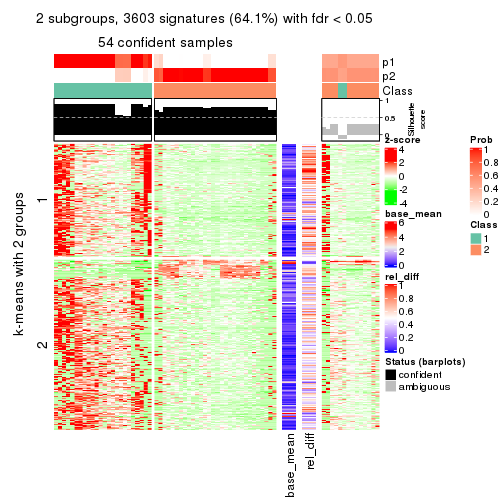 2 subgroups, 3603 signatures (64.1%) with fdr < 0.05
54 confident samples
p1
p2
Class
1
0.5
0
Silhouette
score
k-means with 2 groups
1
2
base_mean
rel_diff
z-score
4
2
0
-2
-4
base_mean
6
4
2
0
rel_diff
1
0.8
0.6
0.4
0.2
0
Prob
1
0.8
0.6
0.4
0.2
0
Class
1
2
Status (barplots)
confident
ambiguous